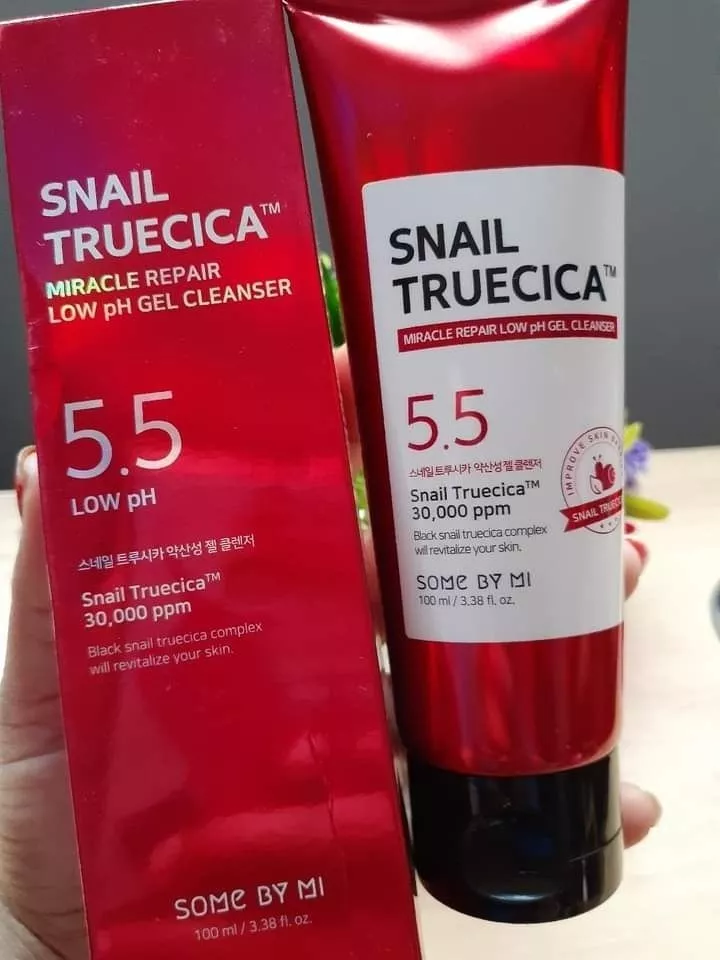 SNAIL
TRUECICA™
MIRACLE REPAIR
LOW pH GEL CLEANSER
5.5
LOW pH
스네일 트루시카 약산성 젤 클렌저
Snail Truecica™
30,000 ppm
Black snail truecica complex
will revitalize your skin.
SOME BY MI
100 ml / 3.38 fl. oz.
SNAIL
TRUECICA™
MIRACLE REPAIR LOW pH GEL CLEANSER
5.5
스네일 트루시카 약산성 젤 클렌저
Snail Truecica™
30,000 ppm
Black snail truecica complex
will revitalize your skin.
SOME BY MI
100 ml / 3.38 fl. oz.
IMPROVE SKIN
SNAIL